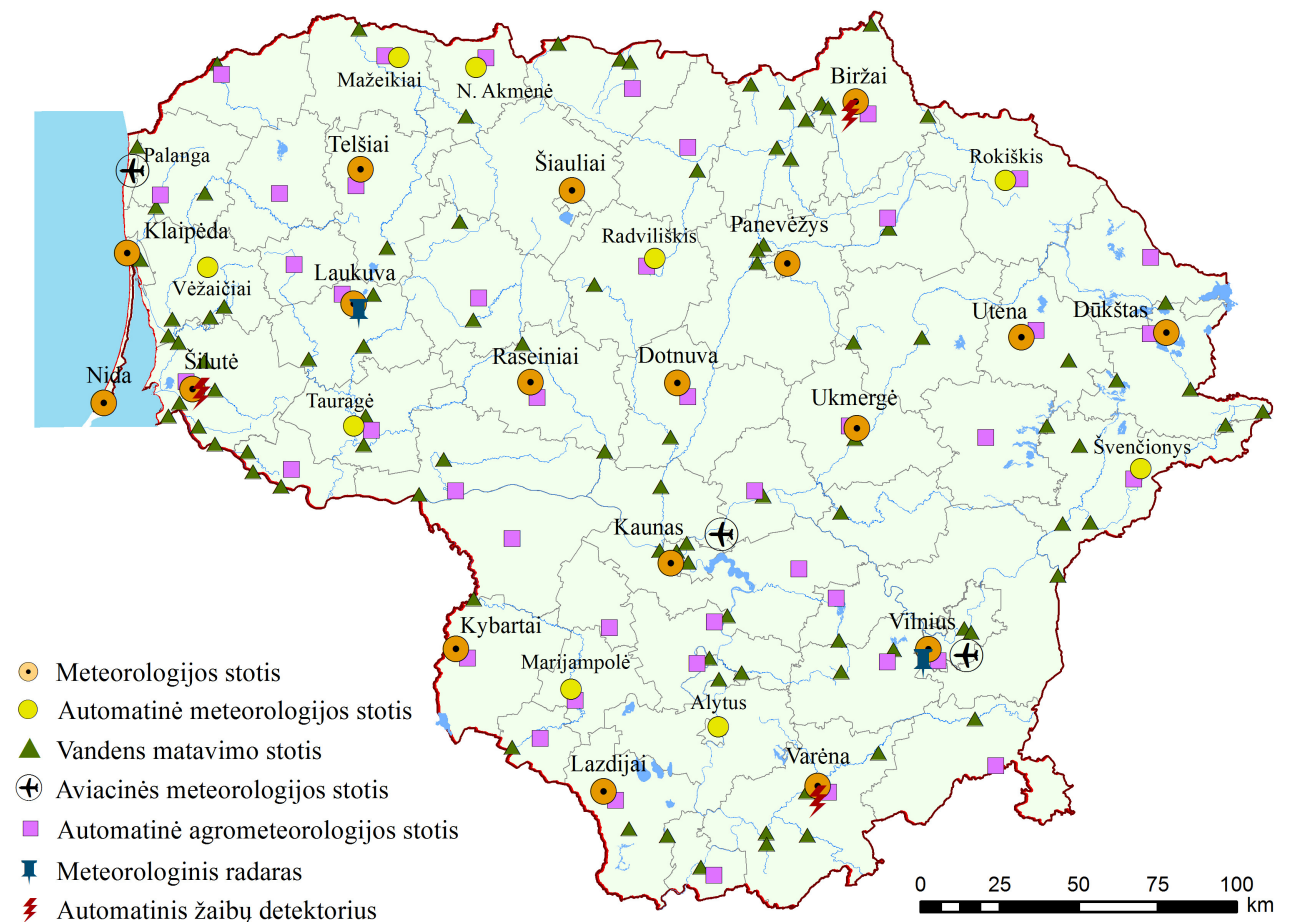 Biržai
Mažeikiai
N. Akmenė
Telšiai
Palanga
Šiauliai
Rokiškis
Klaipėda
Radviliškis
Panevėžys
Laukuva
Vėžaičiai
Utena
Dūkštas
Raseiniai
Dotnuva
Šilutė
Nida
Tauragė
Ukmergė
Švenčionys
Kaunas
Kybartai
Vilnius
Marijampolė
Alytus
Lazdijai
Varėna
Meteorologijos stotis
Automatinė meteorologijos stotis
Vandens matavimo stotis
Aviacinės meteorologijos stotis
Automatinė agrometeorologijos stotis
Meteorologinis radaras
Automatinis žaibų detektorius
0 25 50 75 100
km